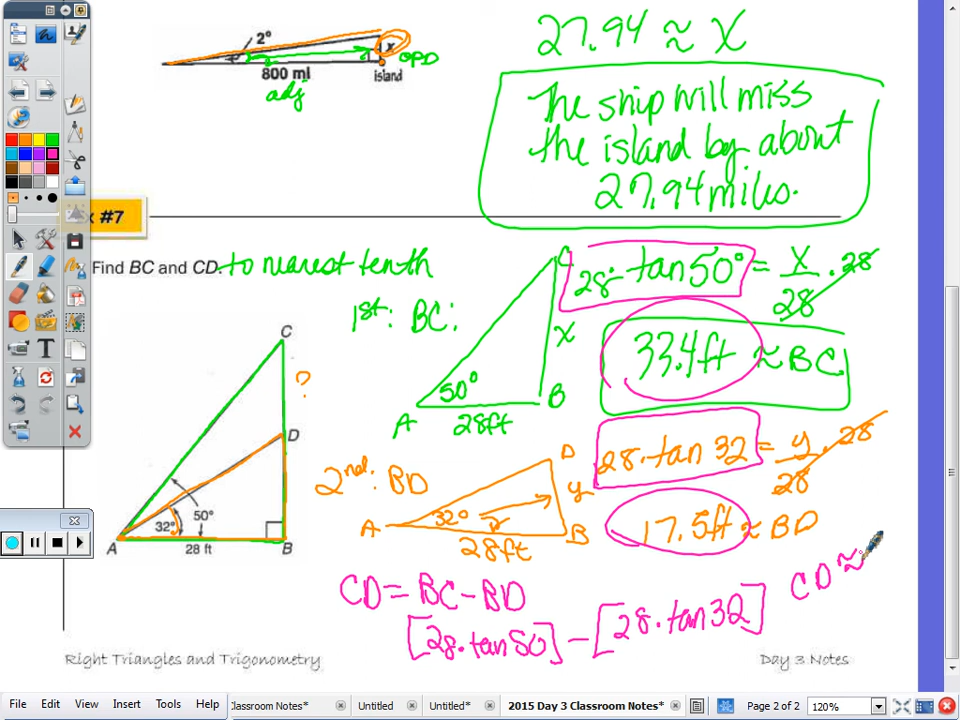 2°
x
OPP
800 mi
island
adj
27.94 ≈ X
The ship will miss
the island by about
27.94 miles.
x #7
Find BC and CD. to nearest tenth
1st: BC:
C
50°
A
28ft
B
x
28 · tan 50° = x/28 · 28
33.4 ft ≈ BC
C
?
D
50°
32°
A
28 ft
B
2nd: BD
D
32°
y
A
28ft
B
28 · tan 32 = y/28 · 28
17.5ft ≈ BD
CD = BC - BD
[28 · tan 50] - [28 · tan 32]
CD ≈
Right Triangles and Trigonometry
Day 3 Notes
File Edit View Insert Tools Help
Classroom Notes*
Untitled
Untitled*
2015 Day 3 Classroom Notes*
Page 2 of 2
120%